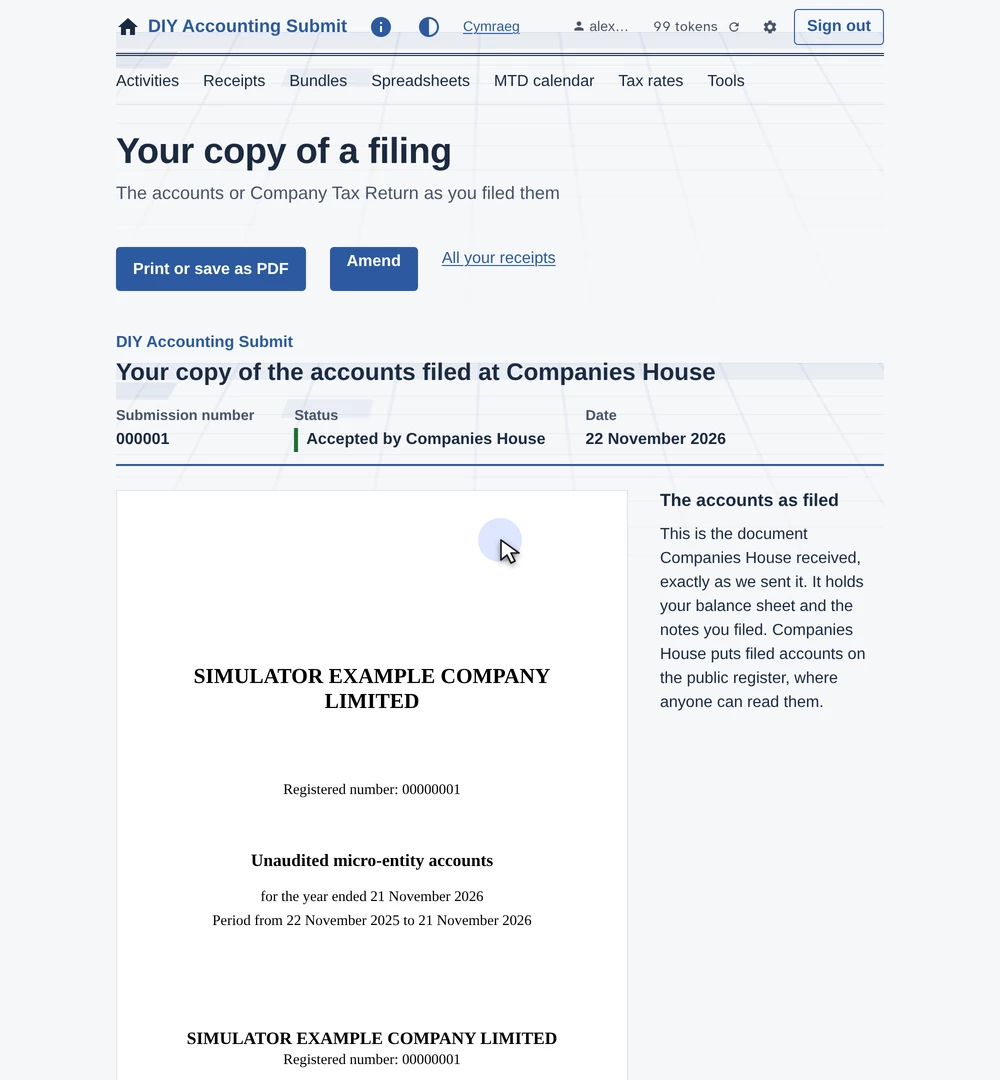 DIY Accounting Submit
Cymraeg
alex...
99 tokens
Sign out
Activities
Receipts
Bundles
Spreadsheets
MTD calendar
Tax rates
Tools
Your copy of a filing
The accounts or Company Tax Return as you filed them
Print or save as PDF
Amend
All your receipts
DIY Accounting Submit
Your copy of the accounts filed at Companies House
Submission number
000001
Status
Accepted by Companies House
Date
22 November 2026
SIMULATOR EXAMPLE COMPANY
LIMITED
Registered number: 00000001
Unaudited micro-entity accounts
for the year ended 21 November 2026
Period from 22 November 2025 to 21 November 2026
SIMULATOR EXAMPLE COMPANY LIMITED
Registered number: 00000001
The accounts as filed
This is the document
Companies House received,
exactly as we sent it. It holds
your balance sheet and the
notes you filed. Companies
House puts filed accounts on
the public register, where
anyone can read them.